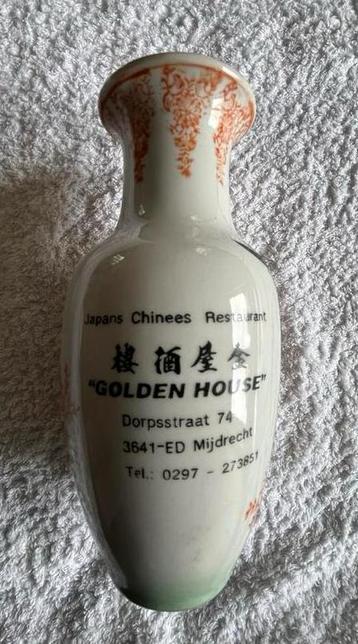 Japans Chinees Restaurant
樓酒屋金
"GOLDEN HOUSE"
Dorpsstraat 74
3641-ED Mijdrecht
Tel.: 0297 - 273851